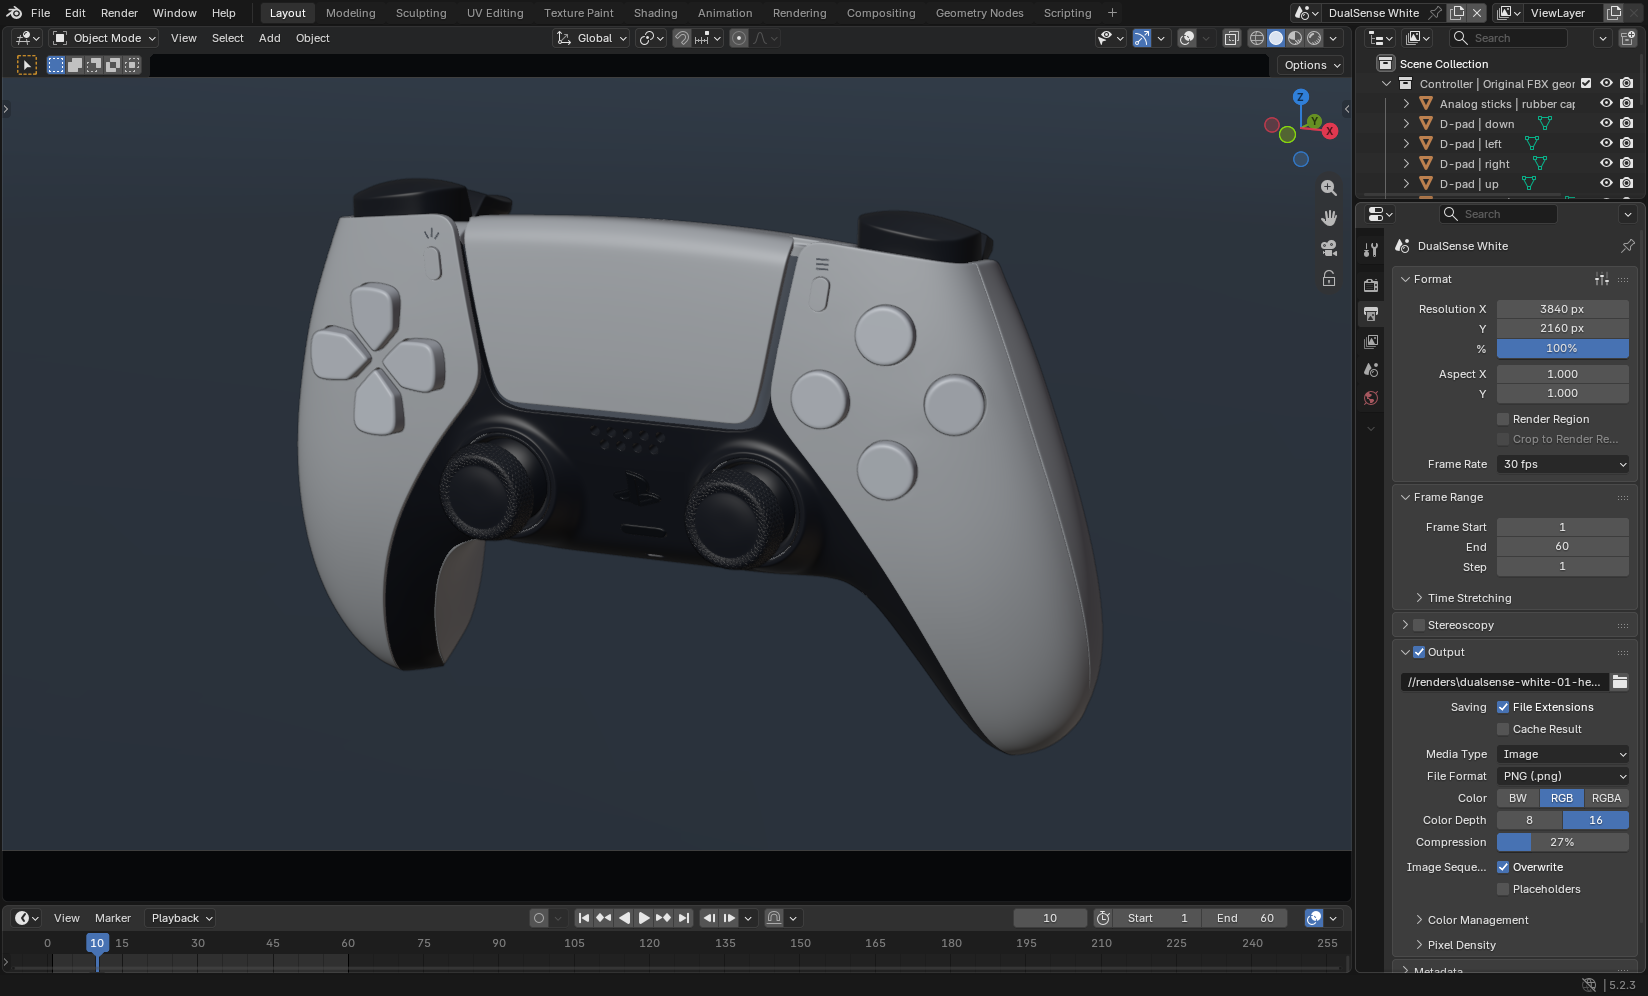 File Edit Render Window Help Layout Modeling Sculpting UV Editing Texture Paint Shading Animation Rendering Compositing Geometry Nodes Scripting + DualSense White ViewLayer
Object Mode View Select Add Object Global Search
Options
Scene Collection
Controller | Original FBX geor
Analog sticks | rubber cap
D-pad | down
D-pad | left
D-pad | right
D-pad | up
Z
Y
X
Search
DualSense White
Format
Resolution X 3840 px
Y 2160 px
% 100%
Aspect X 1.000
Y 1.000
Render Region
Crop to Render Re...
Frame Rate 30 fps
Frame Range
Frame Start 1
End 60
Step 1
Time Stretching
Stereoscopy
Output
//renders\dualsense-white-01-he...
Saving File Extensions
Cache Result
Media Type Image
File Format PNG (.png)
Color BW RGB RGBA
Color Depth 8 16
Compression 27%
Image Seque... Overwrite
Placeholders
Color Management
Pixel Density
Metadata
View Marker Playback 10 Start 1 End 60
0 10 15 30 45 60 75 90 105 120 135 150 165 180 195 210 225 240 255
5.2.3